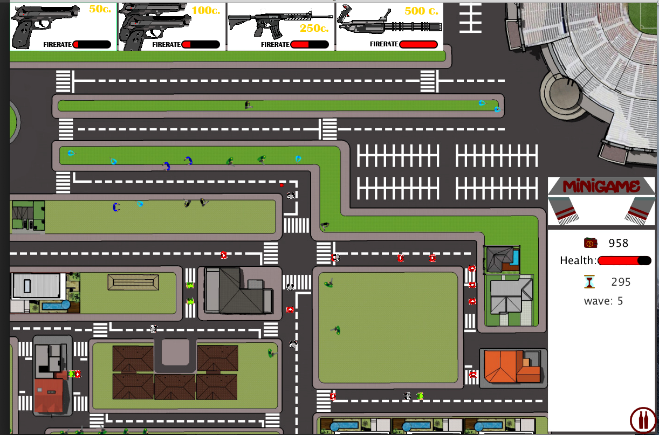 50c.
100c.
250c.
500 c.
FIRERATE
FIRERATE
FIRERATE
FIRERATE
MiNiGAME
958
Health:
295
wave: 5